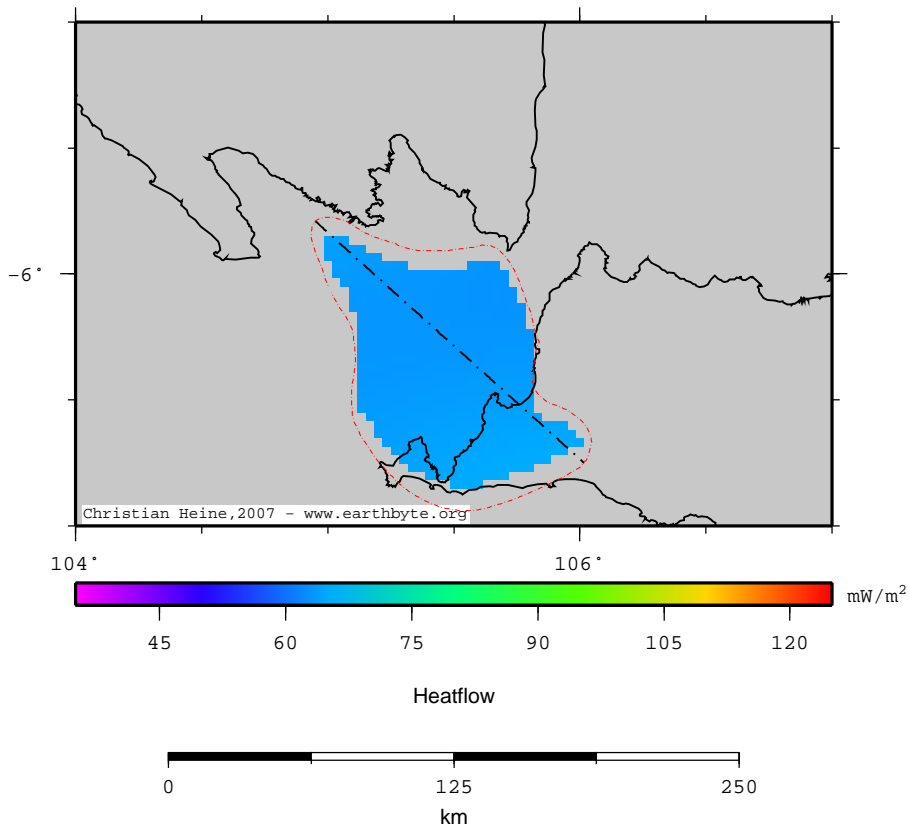 -6°
Christian Heine,2007 - www.earthbyte.org
104° 106°
mW/m²
45 60 75 90 105 120
Heatflow
0 125 250
km